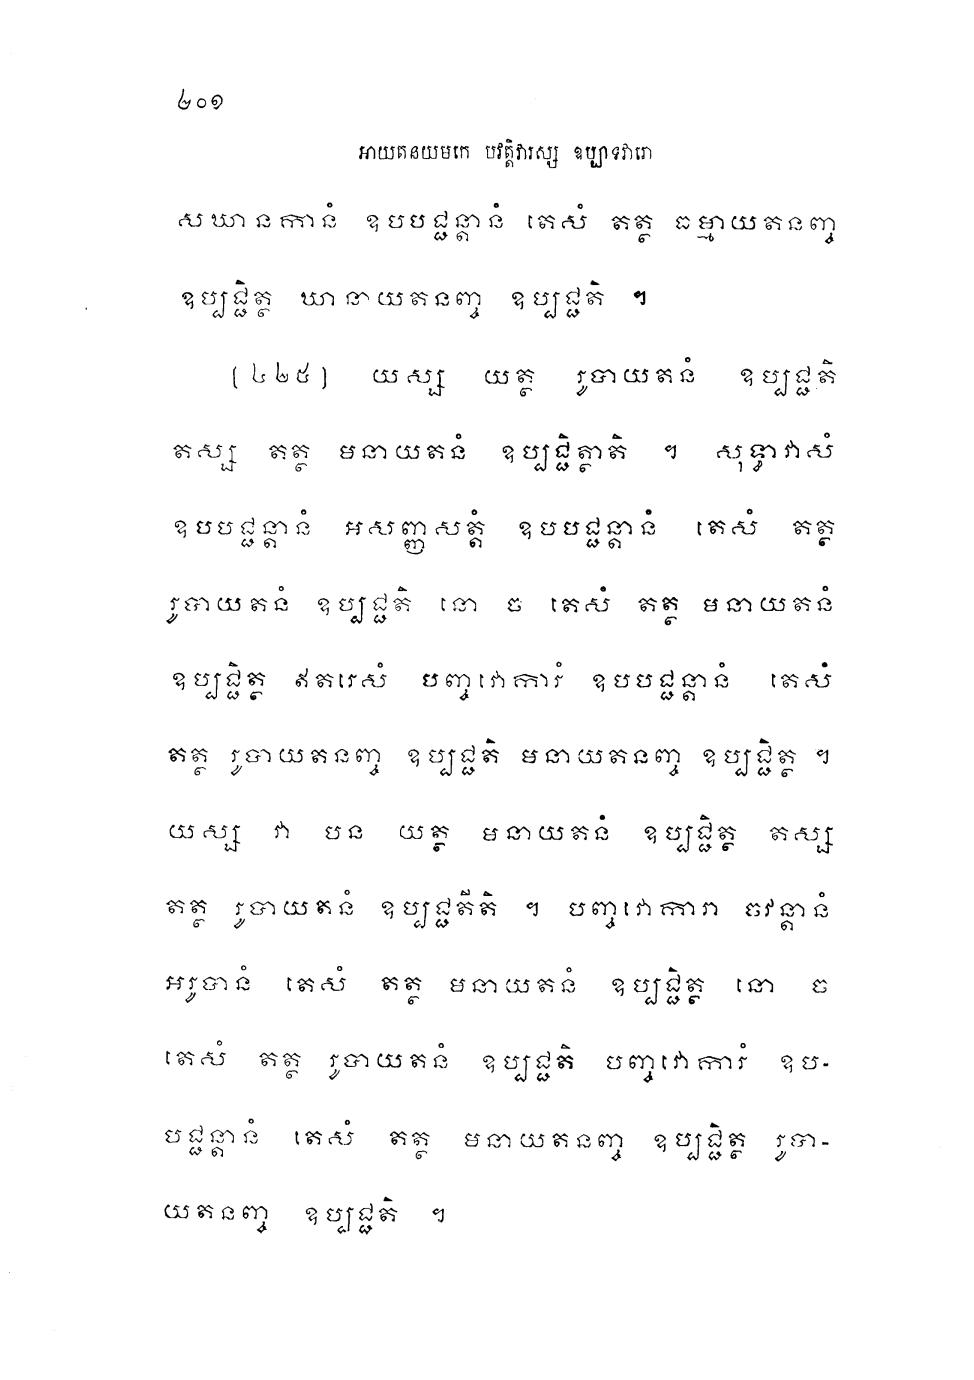 ៤០១
អាយតនយមកេ បវត្តិវារស្ស ឧប្បាទវារោ
សឃានកានំ ឧបបជ្ជន្តានំ តេសំ តត្ថ ធម្មាយតនញ្ច
ឧប្បជ្ជិត្ថ ឃានាយតនញ្ច ឧប្បជ្ជតិ ។
[៤២៥] យស្ស យត្ថ រូបាយតនំ ឧប្បជ្ជតិ
តស្ស តត្ថ មនាយតនំ ឧប្បជ្ជិត្ថាតិ ។ សុទ្ធាវាសំ
ឧបបជ្ជន្តានំ អសញ្ញសត្តំ ឧបបជ្ជន្តានំ តេសំ តត្ថ
រូបាយតនំ ឧប្បជ្ជតិ នោ ច តេសំ តត្ថ មនាយតនំ
ឧប្បជ្ជិត្ថ ឥតរេសំ បញ្ចវោការំ ឧបបជ្ជន្តានំ តេសំ
តត្ថ រូបាយតនញ្ច ឧប្បជ្ជតិ មនាយតនញ្ច ឧប្បជ្ជិត្ថ ។
យស្ស វា បន យត្ថ មនាយតនំ ឧប្បជ្ជិត្ថ តស្ស
តត្ថ រូបាយតនំ ឧប្បជ្ជតីតិ ។ បញ្ចវោការា ចវន្តានំ
អរូបានំ តេសំ តត្ថ មនាយតនំ ឧប្បជ្ជិត្ថ នោ ច
តេសំ តត្ថ រូបាយតនំ ឧប្បជ្ជតិ បញ្ចវោការំ ឧប-
បជ្ជន្តានំ តេសំ តត្ថ មនាយតនញ្ច ឧប្បជ្ជិត្ថ រូបា-
យតនញ្ច ឧប្បជ្ជតិ ។